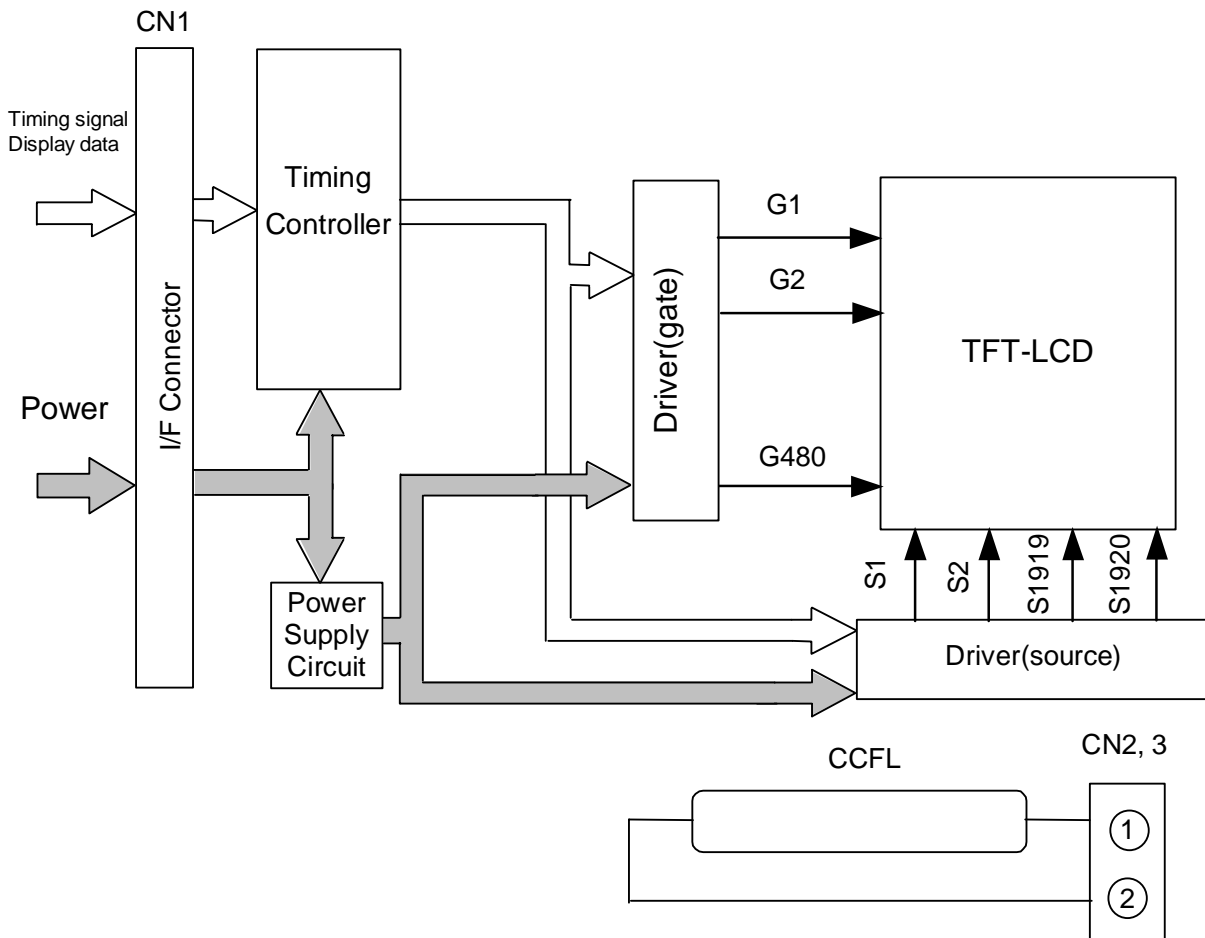 CN1
Timing signal
Display data
Timing
Controller
I/F Connector
Power
Power
Supply
Circuit
Driver(gate)
G1
G2
G480
TFT-LCD
S1
S2
S1919
S1920
Driver(source)
CCFL
CN2, 3
1
2